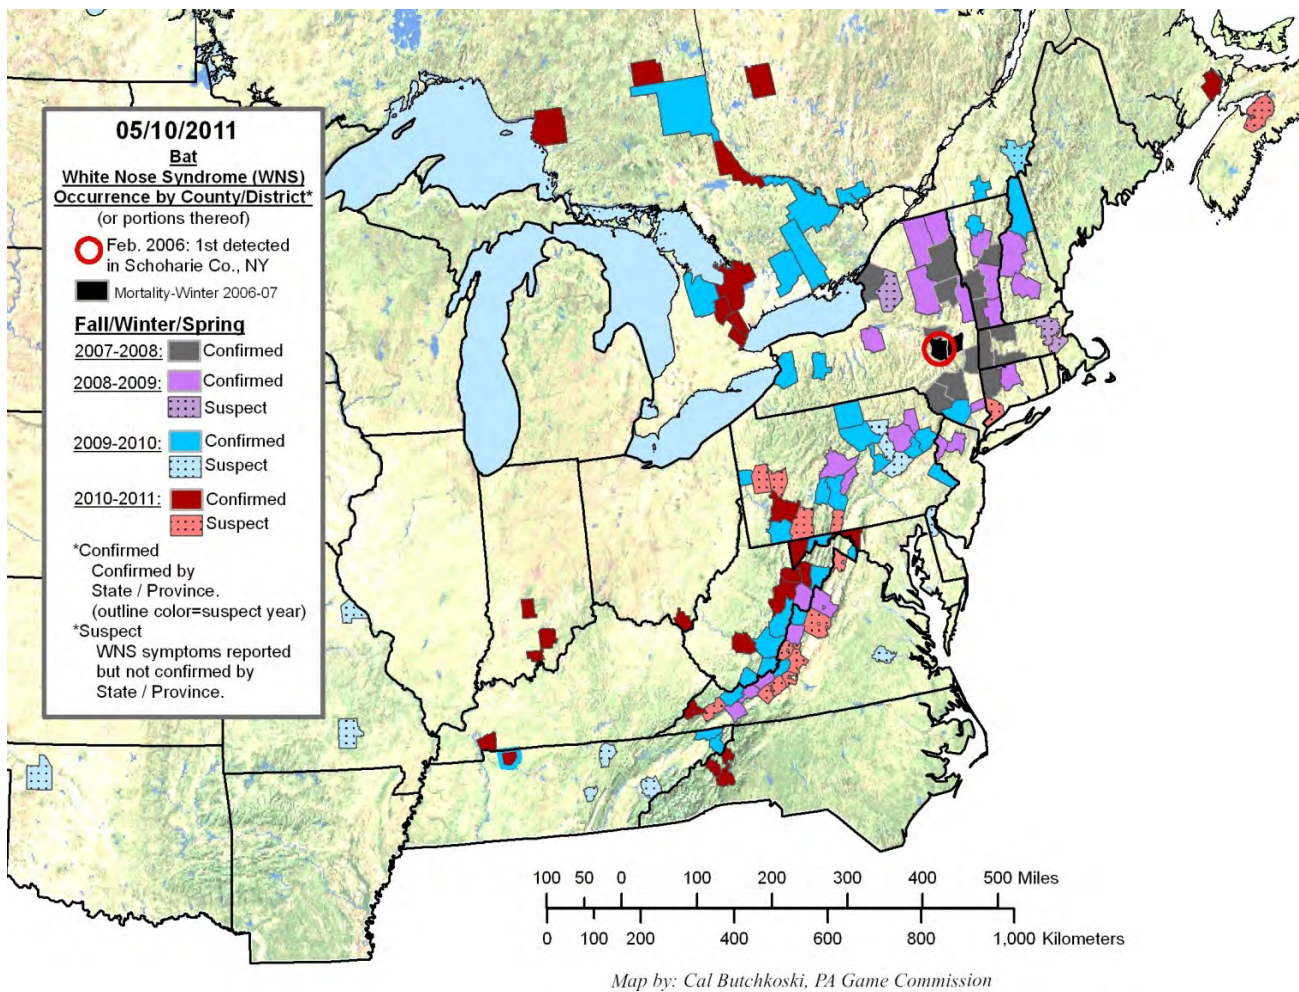 05/10/2011
Bat
White Nose Syndrome (WNS)
Occurrence by County/District*
(or portions thereof)
Feb. 2006: 1st detected
in Schoharie Co., NY
Mortality-Winter 2006-07
Fall/Winter/Spring
2007-2008: Confirmed
2008-2009: Confirmed
Suspect
2009-2010: Confirmed
Suspect
2010-2011: Confirmed
Suspect
*Confirmed
Confirmed by
State / Province.
(outline color=suspect year)
*Suspect
WNS symptoms reported
but not confirmed by
State / Province.
100 50 0 100 200 300 400 500 Miles
0 100 200 400 600 800 1,000 Kilometers
Map by: Cal Butchkoski, PA Game Commission